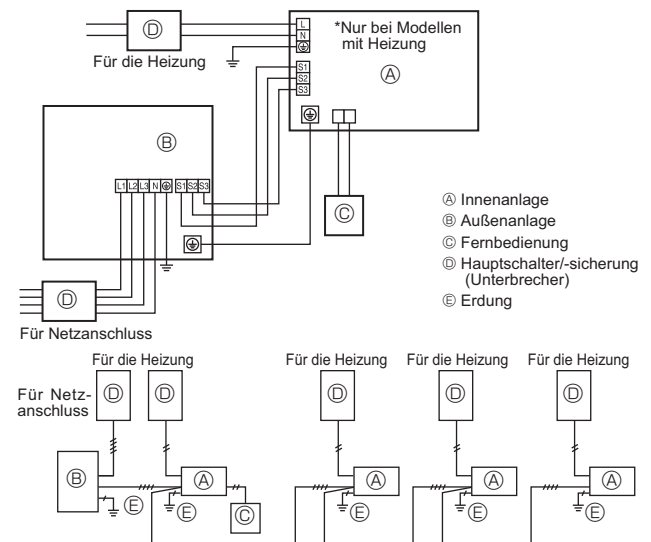 Ⓓ
Für die Heizung
L
N
*Nur bei Modellen
mit Heizung
Ⓐ
S1
S2
S3
Ⓑ
L1 L2 L3 N S1 S2 S3
Ⓒ
Ⓓ
Für Netzanschluss
Ⓐ Innenanlage
Ⓑ Außenanlage
Ⓒ Fernbedienung
Ⓓ Hauptschalter/-sicherung
(Unterbrecher)
Ⓔ Erdung
Für die Heizung Für die Heizung Für die Heizung Für die Heizung
Für Netz-
anschluss
Ⓓ Ⓓ Ⓓ Ⓓ Ⓓ
Ⓑ Ⓐ Ⓐ Ⓐ Ⓐ
Ⓔ Ⓔ Ⓒ Ⓔ Ⓔ Ⓔ